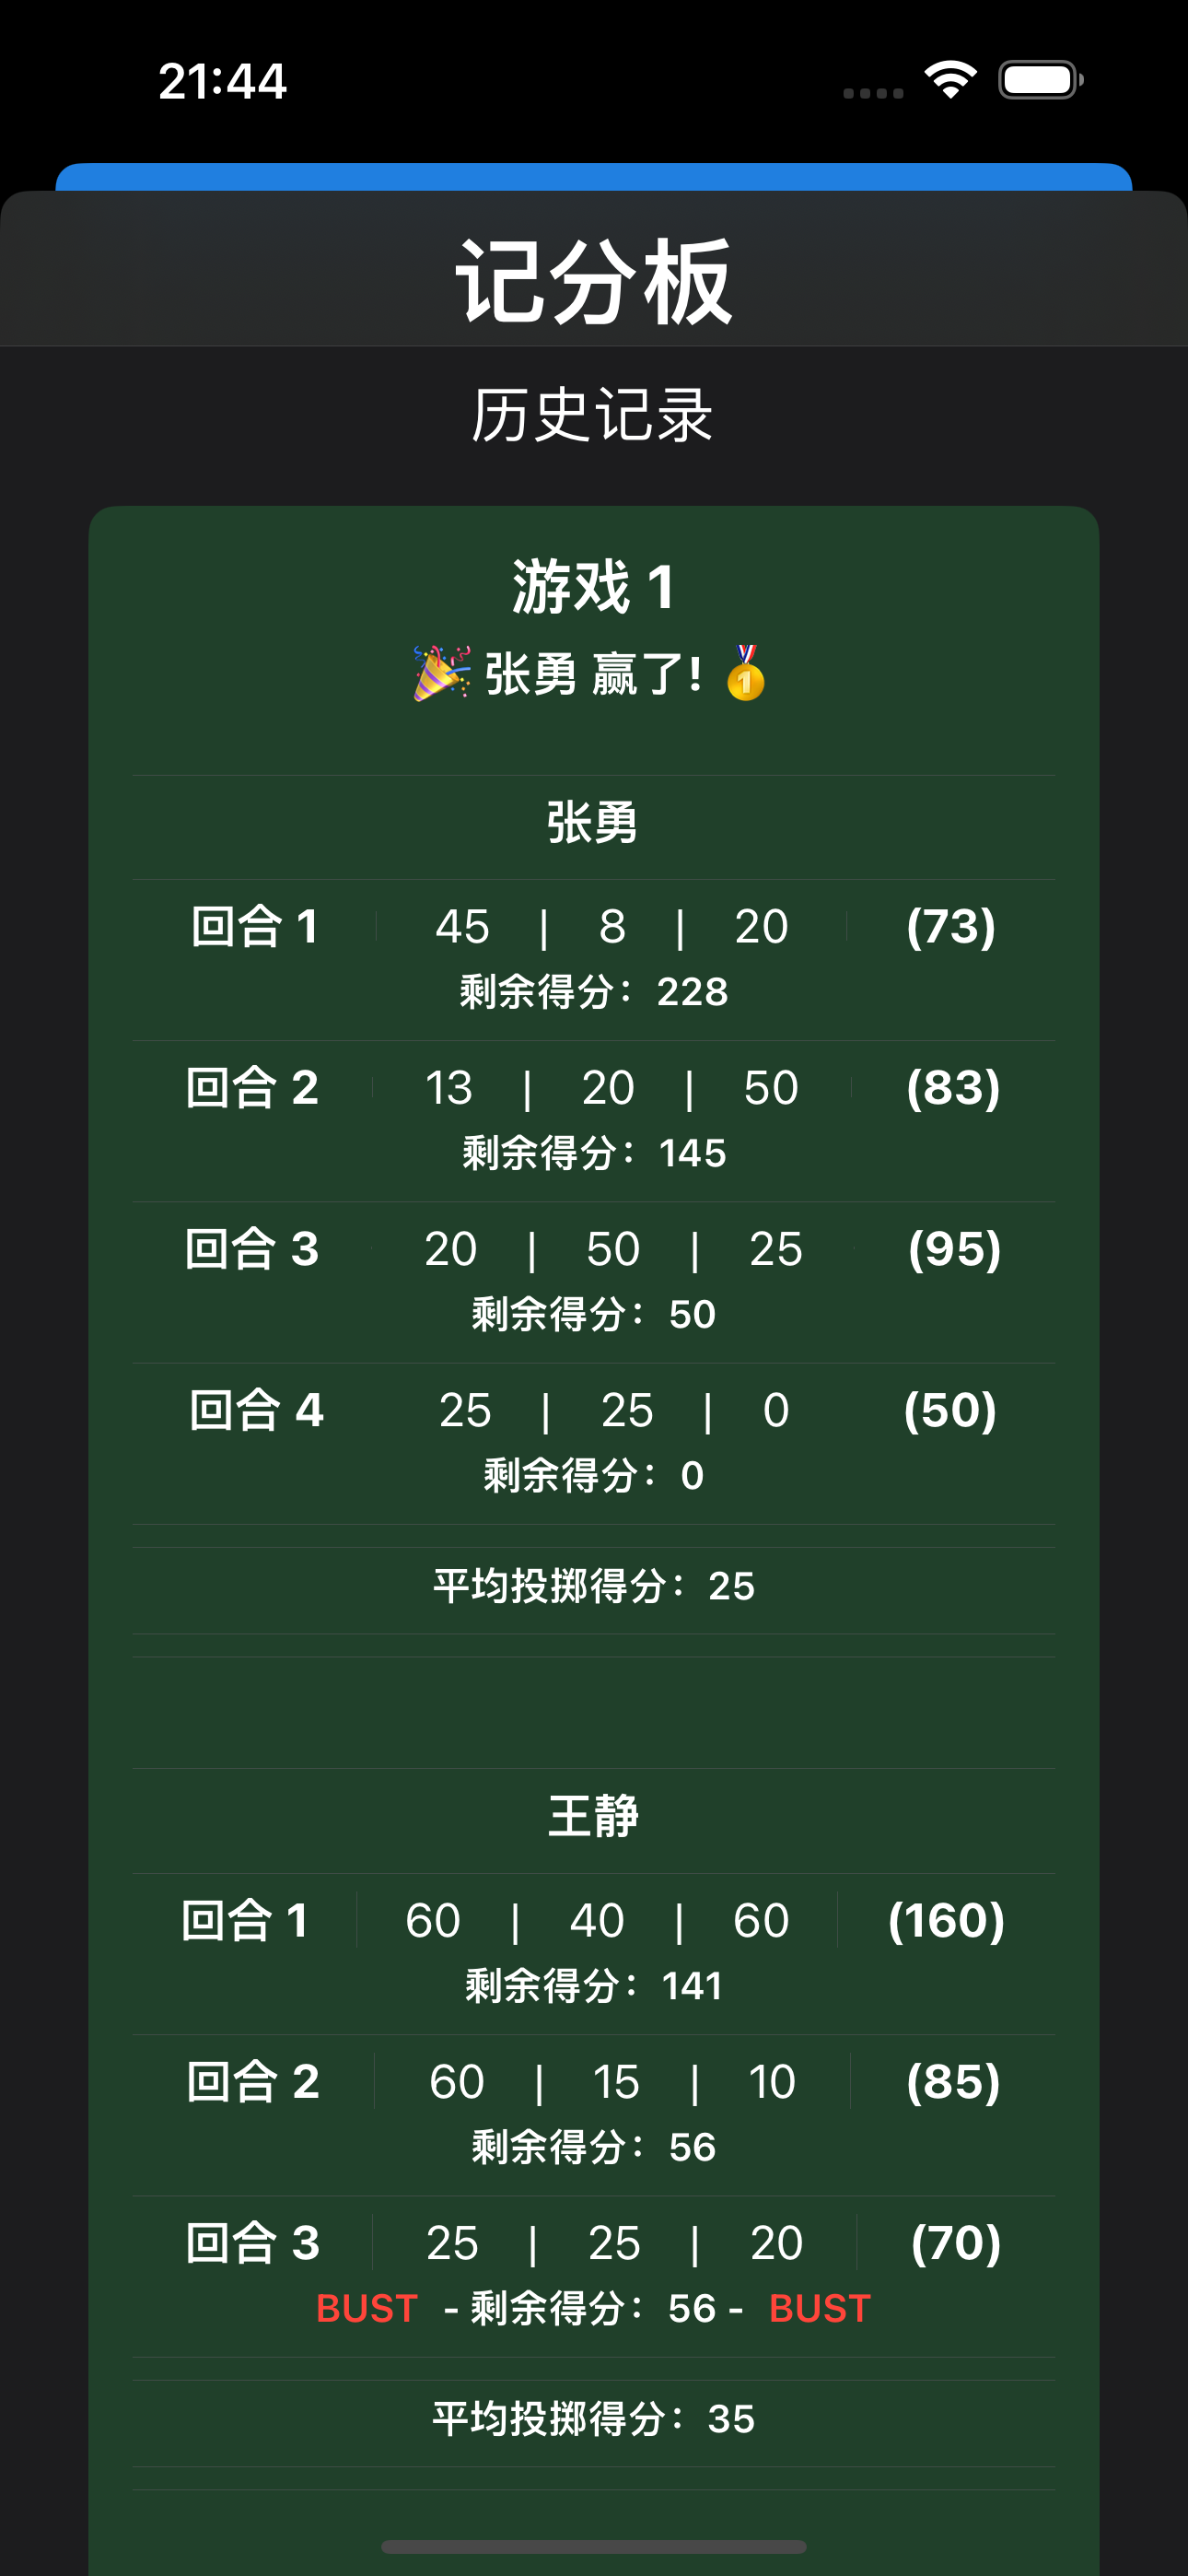 21:44
记分板
历史记录
游戏 1
🎉 张勇 赢了! 🥇
张勇
回合 1 45 | 8 | 20 (73)
剩余得分：228
回合 2 13 | 20 | 50 (83)
剩余得分：145
回合 3 20 | 50 | 25 (95)
剩余得分：50
回合 4 25 | 25 | 0 (50)
剩余得分：0
平均投掷得分：25
王静
回合 1 60 | 40 | 60 (160)
剩余得分：141
回合 2 60 | 15 | 10 (85)
剩余得分：56
回合 3 25 | 25 | 20 (70)
BUST - 剩余得分：56 - BUST
平均投掷得分：35